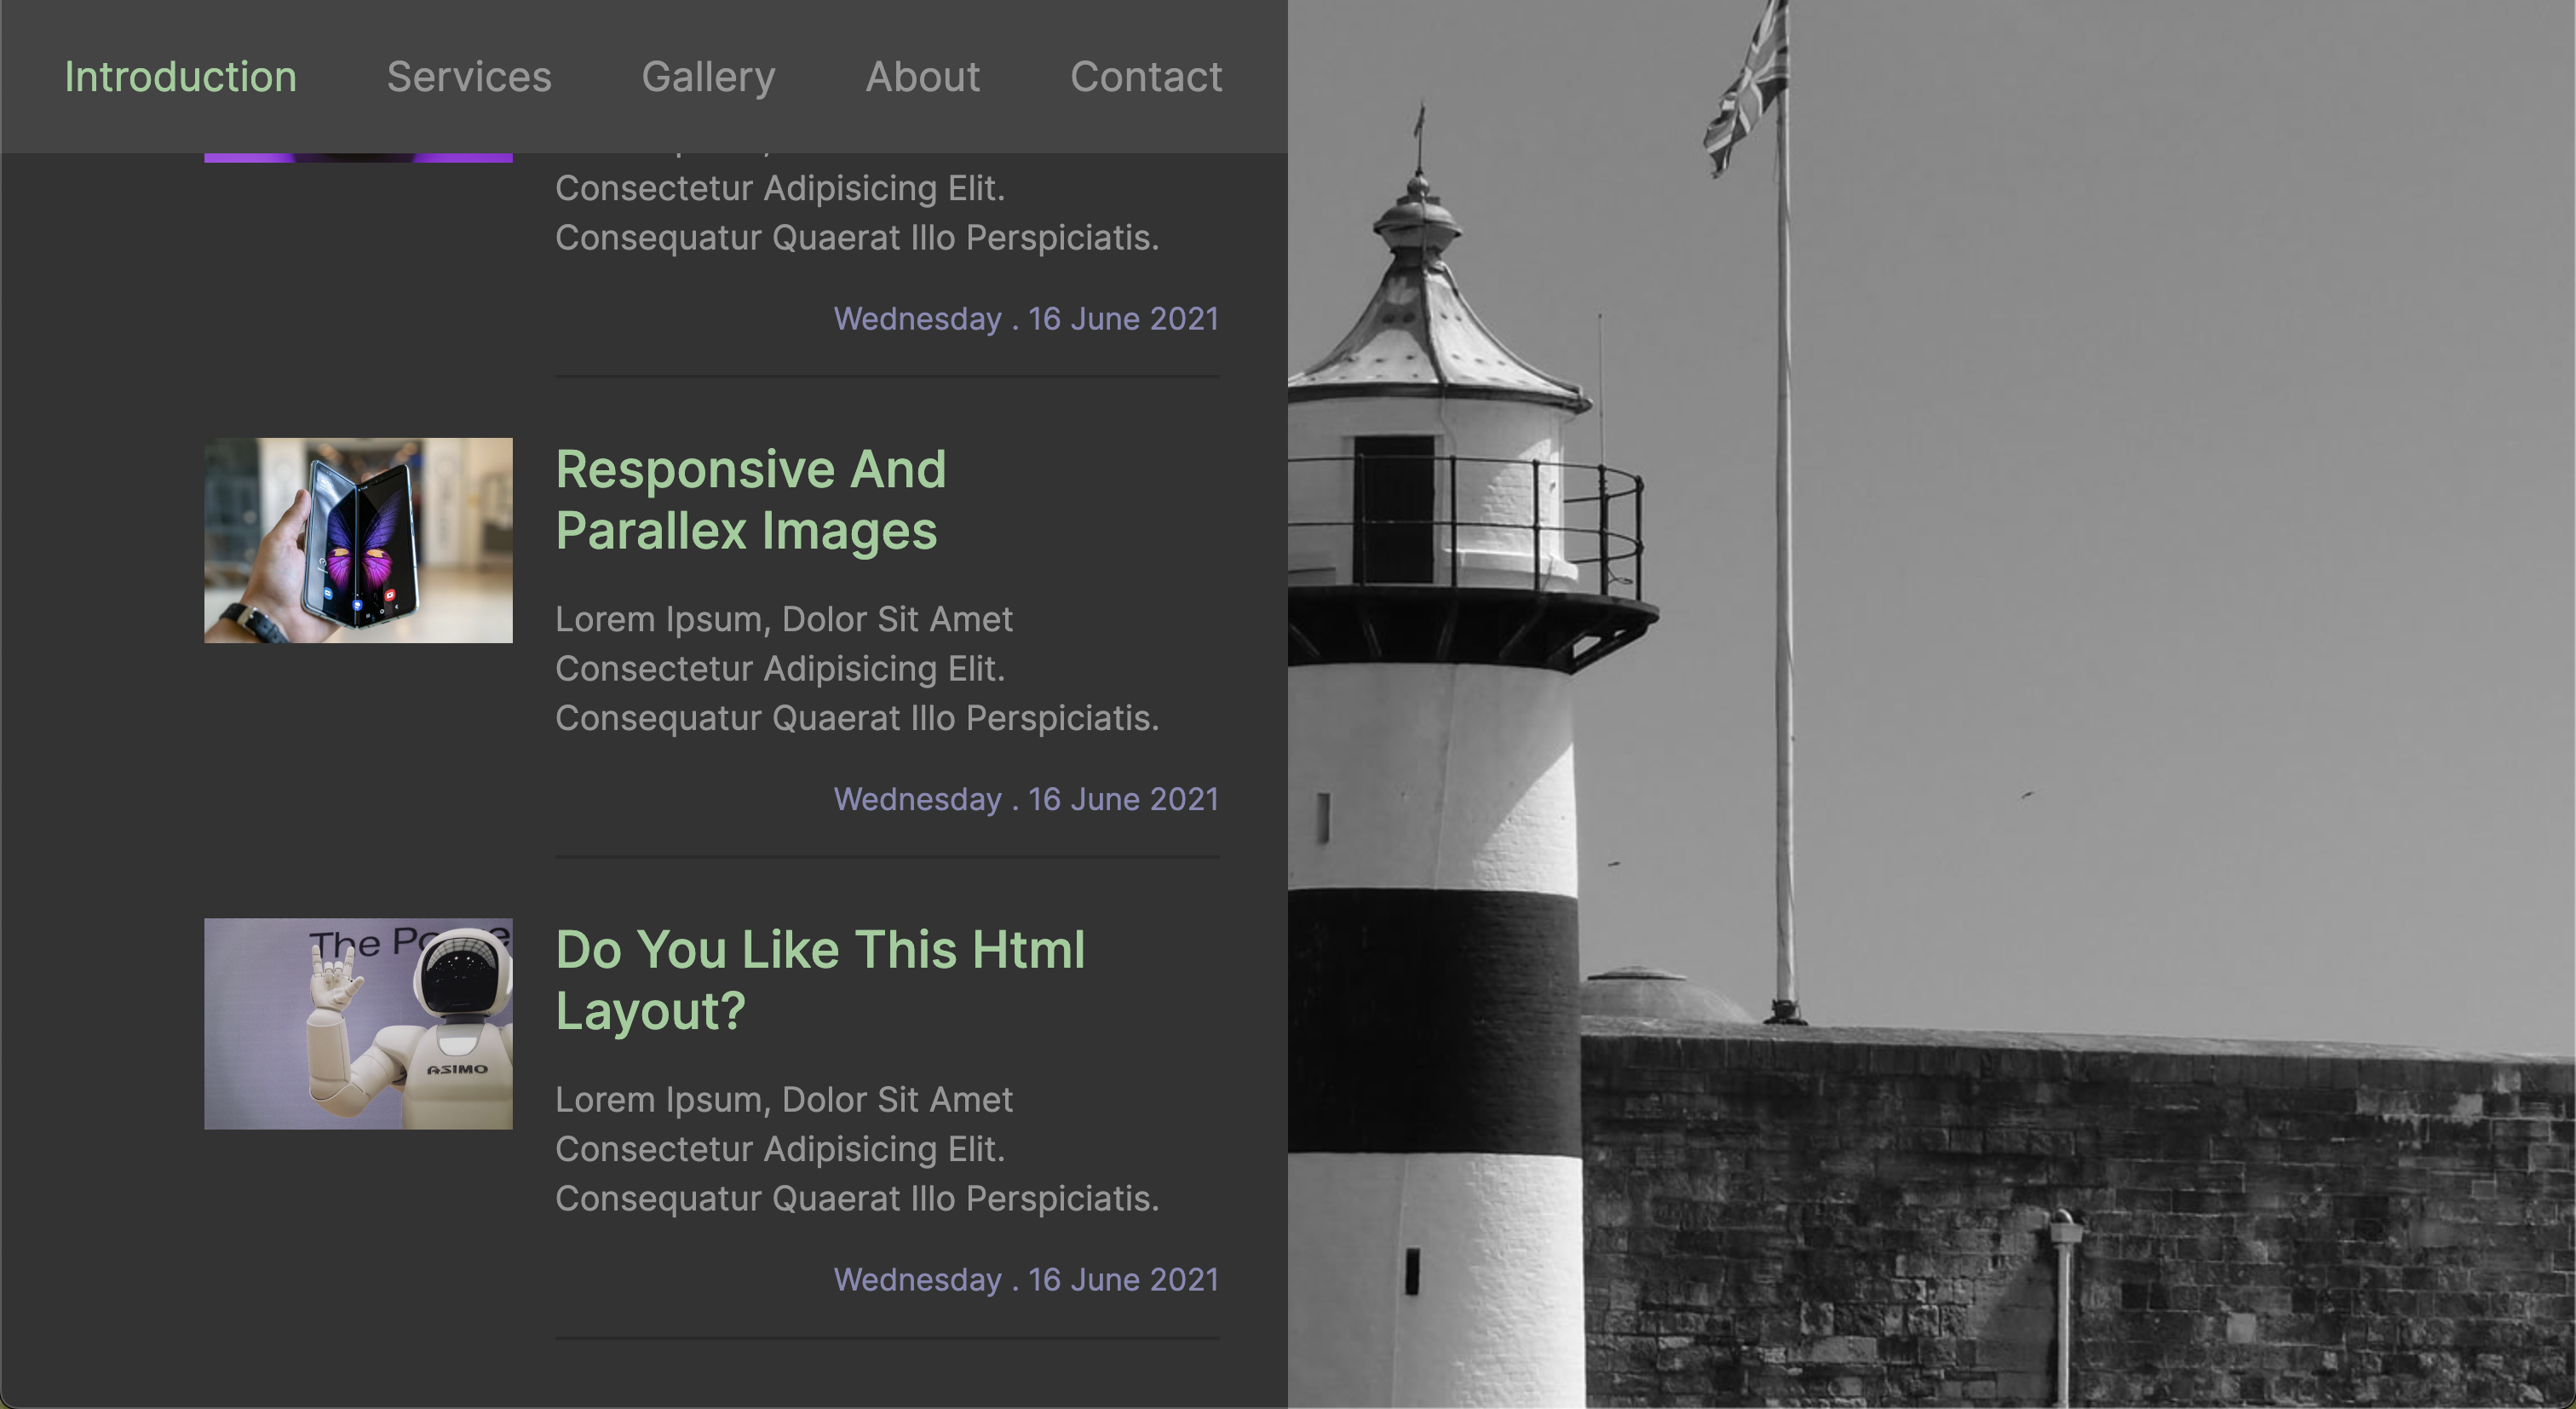 Introduction Services Gallery About Contact
Consectetur Adipisicing Elit.
Consequatur Quaerat Illo Perspiciatis.
Wednesday . 16 June 2021
Responsive And
Parallex Images
Lorem Ipsum, Dolor Sit Amet
Consectetur Adipisicing Elit.
Consequatur Quaerat Illo Perspiciatis.
Wednesday . 16 June 2021
The
Do You Like This Html
Layout?
ASIMO
Lorem Ipsum, Dolor Sit Amet
Consectetur Adipisicing Elit.
Consequatur Quaerat Illo Perspiciatis.
Wednesday . 16 June 2021